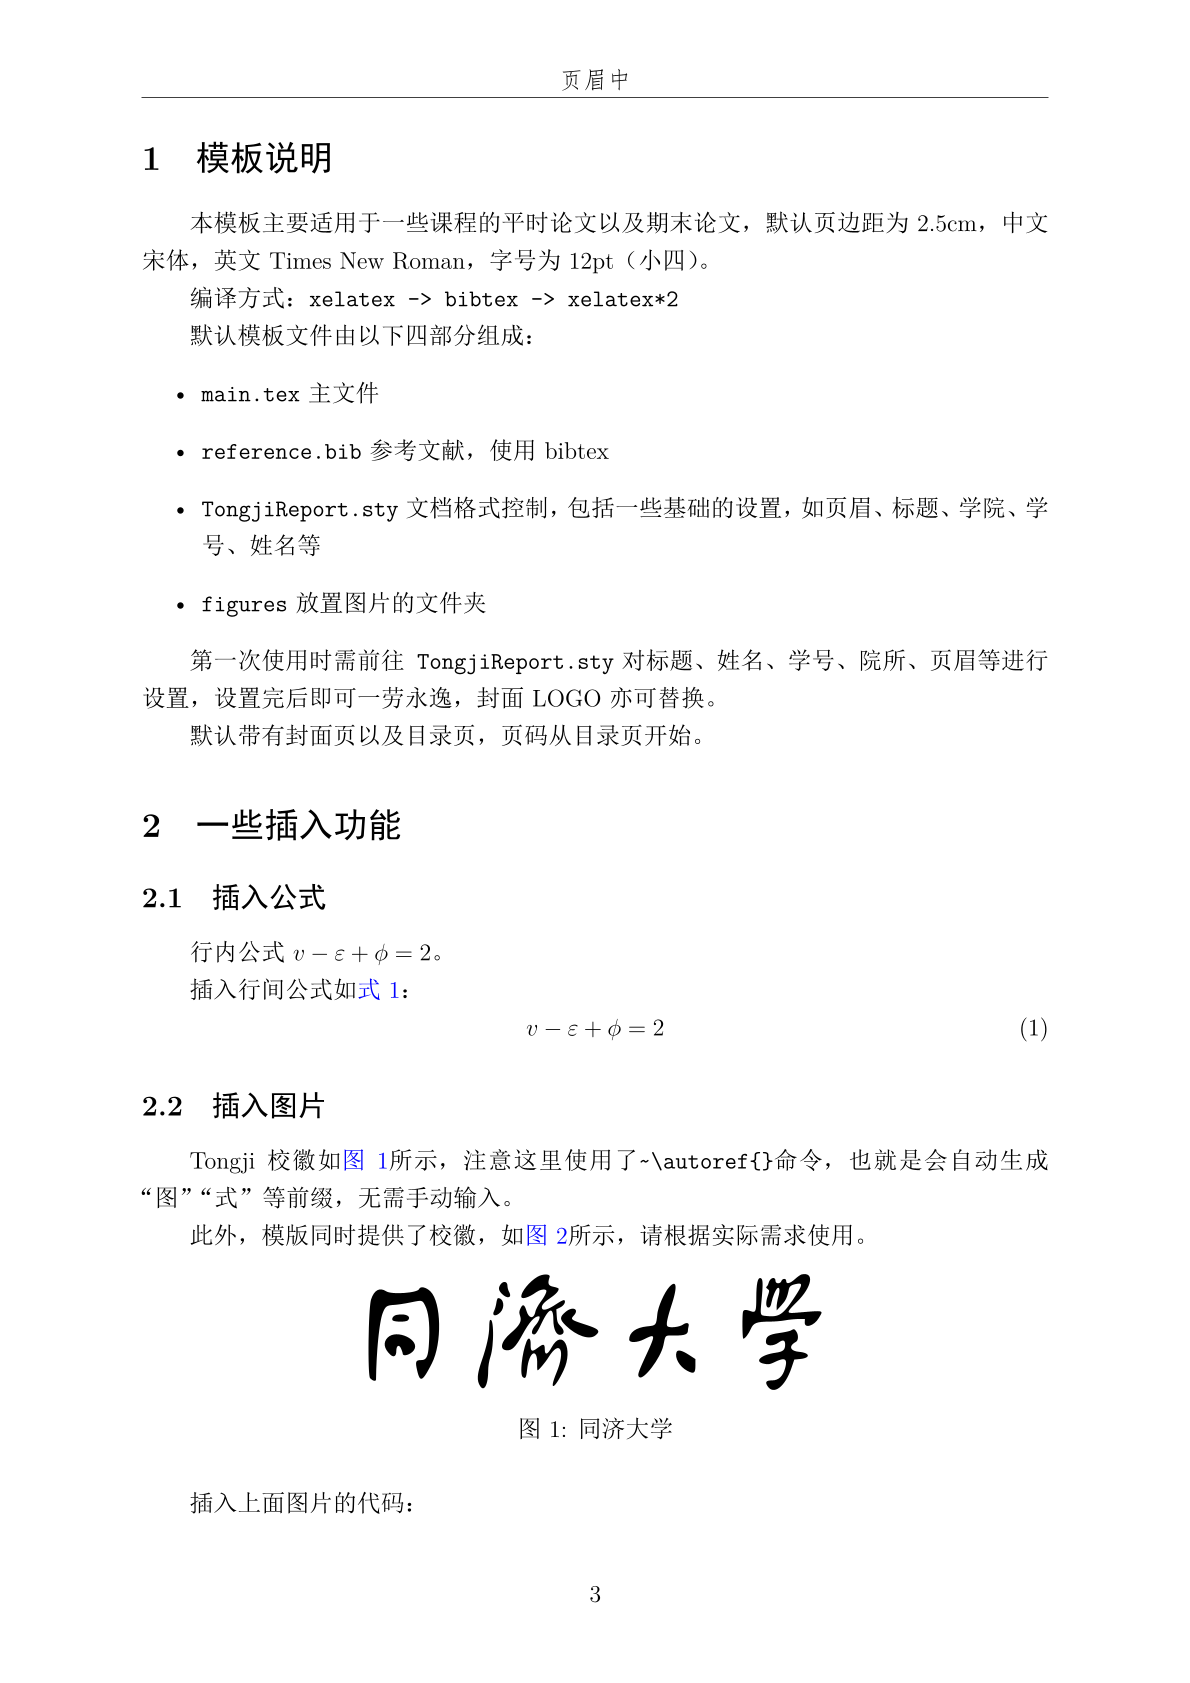 页眉中
1 模板说明
本模板主要适用于一些课程的平时论文以及期末论文，默认页边距为 2.5cm，中文
宋体，英文 Times New Roman，字号为 12pt（小四）。
编译方式：xelatex -> bibtex -> xelatex*2
默认模板文件由以下四部分组成：
• main.tex 主文件
• reference.bib 参考文献，使用 bibtex
• TongjiReport.sty 文档格式控制，包括一些基础的设置，如页眉、标题、学院、学
号、姓名等
• figures 放置图片的文件夹
第一次使用时需前往 TongjiReport.sty 对标题、姓名、学号、院所、页眉等进行
设置，设置完后即可一劳永逸，封面 LOGO 亦可替换。
默认带有封面页以及目录页，页码从目录页开始。
2 一些插入功能
2.1 插入公式
行内公式 v − ε + ϕ = 2。
插入行间公式如式 1：
v − ε + ϕ = 2 (1)
2.2 插入图片
Tongji 校徽如图 1所示，注意这里使用了~\autoref{}命令，也就是会自动生成
“图”“式”等前缀，无需手动输入。
此外，模版同时提供了校徽，如图 2所示，请根据实际需求使用。
同濟大学
图 1: 同济大学
插入上面图片的代码：
3